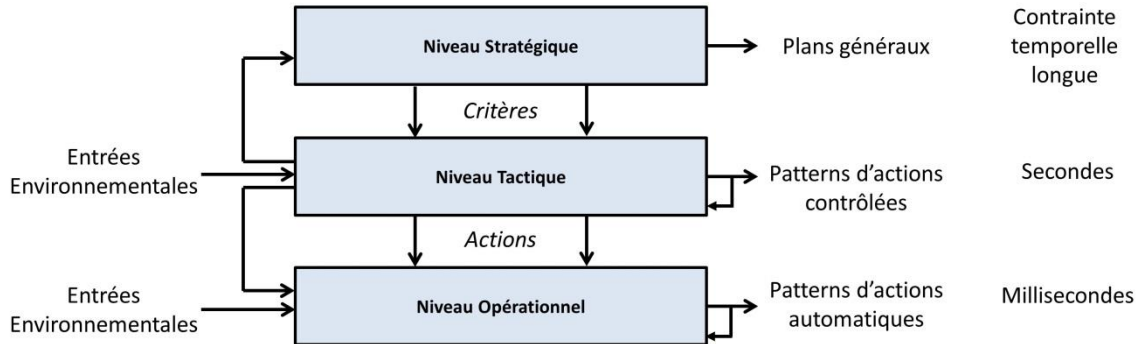 Niveau Stratégique
Plans généraux
Contrainte
temporelle
longue
Critères
Entrées
Environnementales
Niveau Tactique
Patterns d'actions
contrôlées
Secondes
Actions
Entrées
Environnementales
Niveau Opérationnel
Patterns d'actions
automatiques
Millisecondes